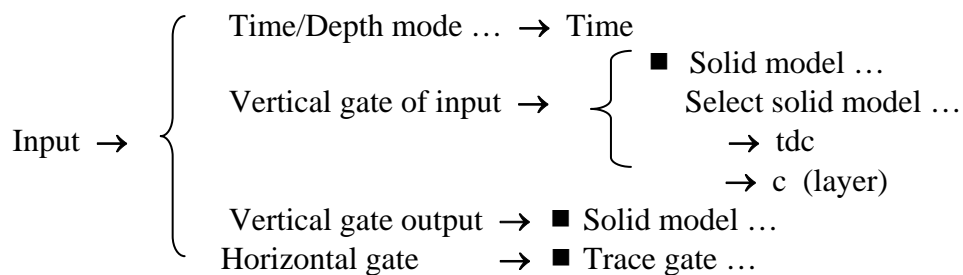 Time/Depth mode … → Time
■ Solid model …
Vertical gate of input →
Select solid model …
Input →
→ tdc
→ c (layer)
Vertical gate output → ■ Solid model …
Horizontal gate → ■ Trace gate …